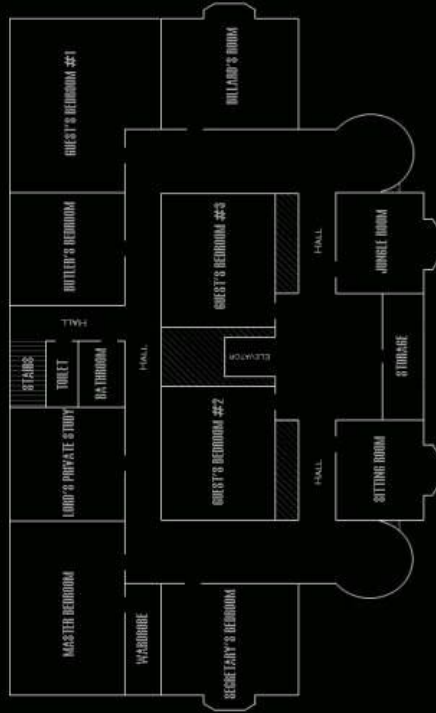 STAIRS
MASTER BEDROOM
LORD'S PRIVATE STUDY
TOILET
HALL
BUTLER'S BEDROOM
GUEST'S BEDROOM #1
BATHROOM
WARDROBE
HALL
SECRETARY'S BEDROOM
GUEST'S BEDROOM #2
GUEST'S BEDROOM #3
BILLARD'S ROOM
ELEVATOR
HALL
HALL
SITTING ROOM
STORAGE
JUNGLE ROOM